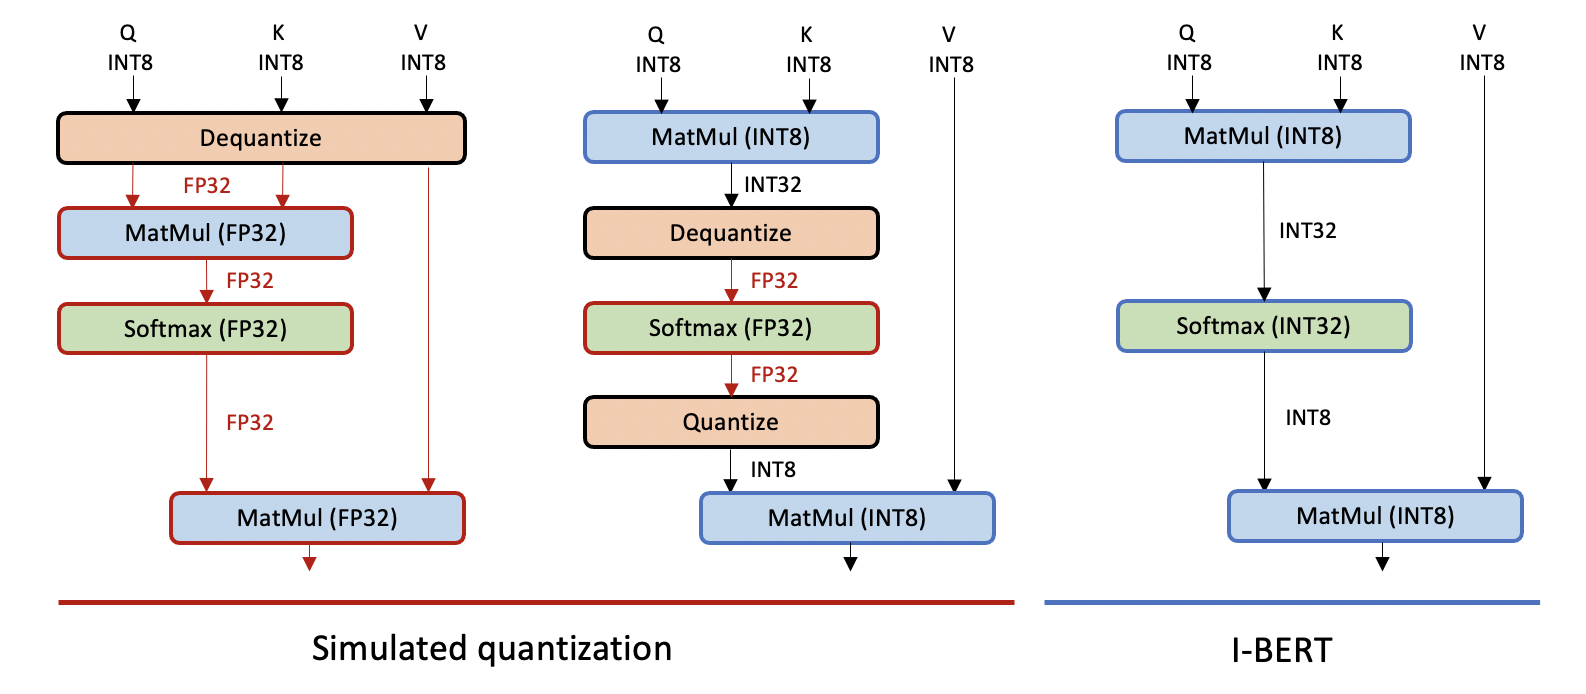 Q
K
V
INT8
INT8
INT8
Dequantize
FP32
MatMul (FP32)
FP32
Softmax (FP32)
FP32
MatMul (FP32)
Q
K
V
INT8
INT8
INT8
MatMul (INT8)
INT32
Dequantize
FP32
Softmax (FP32)
FP32
Quantize
INT8
MatMul (INT8)
Simulated quantization
Q
K
V
INT8
INT8
INT8
MatMul (INT8)
INT32
Softmax (INT32)
INT8
MatMul (INT8)
I-BERT